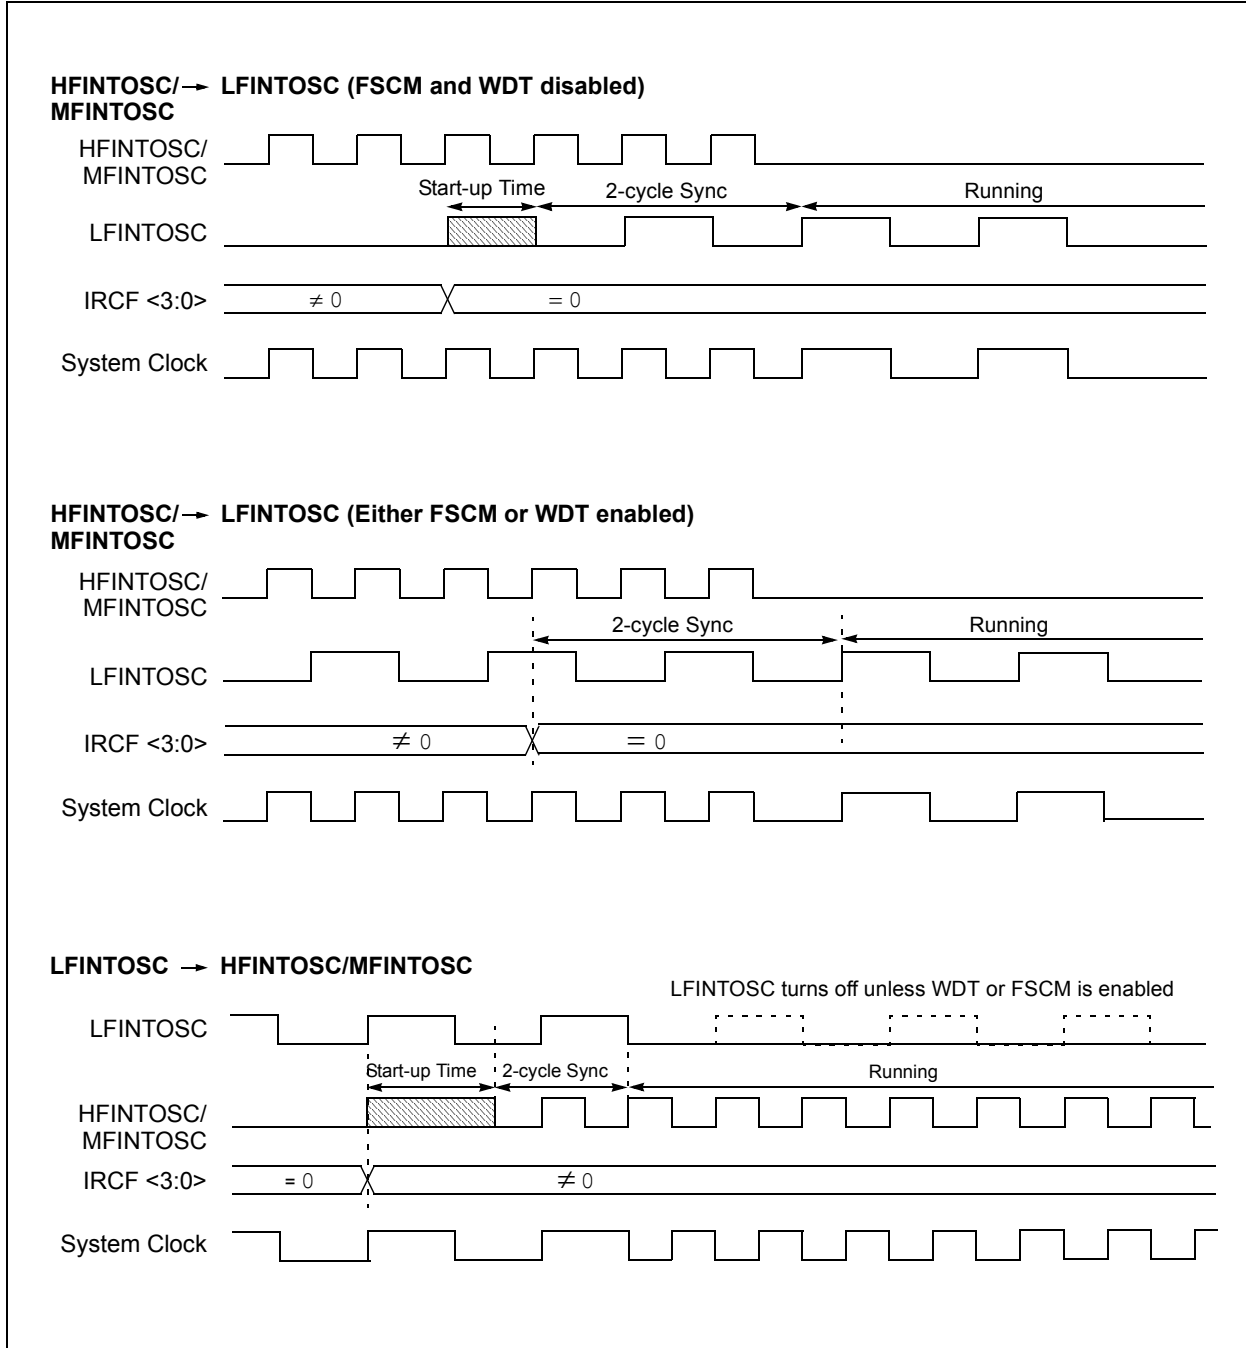 HFINTOSC/→ LFINTOSC (FSCM and WDT disabled)
MFINTOSC
HFINTOSC/
MFINTOSC
Start-up Time 2-cycle Sync Running
LFINTOSC
IRCF <3:0> ≠ 0 = 0
System Clock
HFINTOSC/→ LFINTOSC (Either FSCM or WDT enabled)
MFINTOSC
HFINTOSC/
MFINTOSC
2-cycle Sync Running
LFINTOSC
IRCF <3:0> ≠ 0 = 0
System Clock
LFINTOSC → HFINTOSC/MFINTOSC
LFINTOSC turns off unless WDT or FSCM is enabled
LFINTOSC
Start-up Time 2-cycle Sync Running
HFINTOSC/
MFINTOSC
IRCF <3:0> = 0 ≠ 0
System Clock